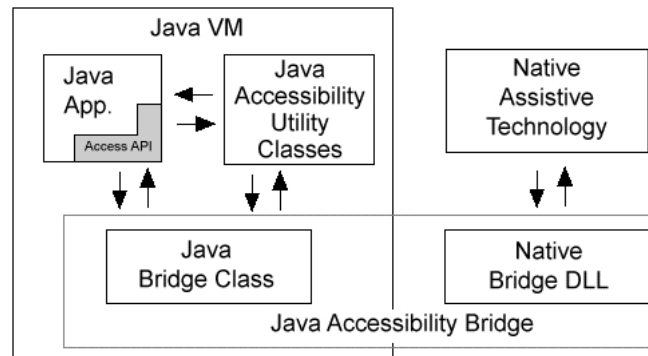 Java VM
Java
App.
Access API
Java
Accessibility
Utility
Classes
Native
Assistive
Technology
Java
Bridge Class
Native
Bridge DLL
Java Accessibility Bridge